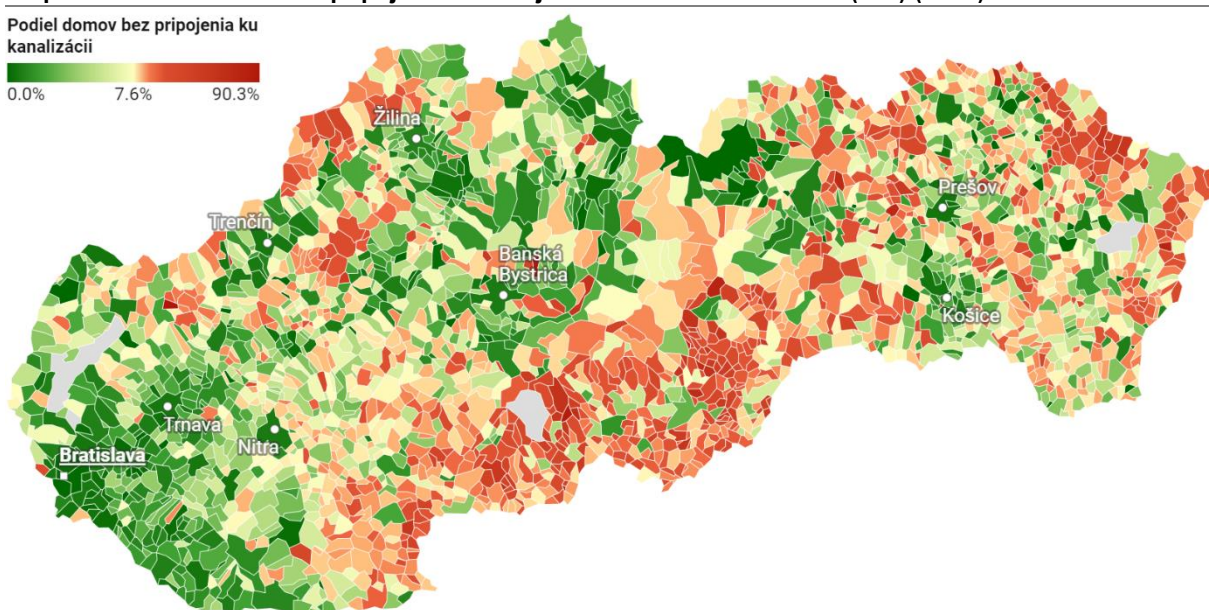 Podiel domov bez pripojenia ku
kanalizácii
0.0% 7.6% 90.3%
Žilina
Trenčín
Prešov
Banská
Bystrica
Košice
Trnava
Nitra
Bratislava